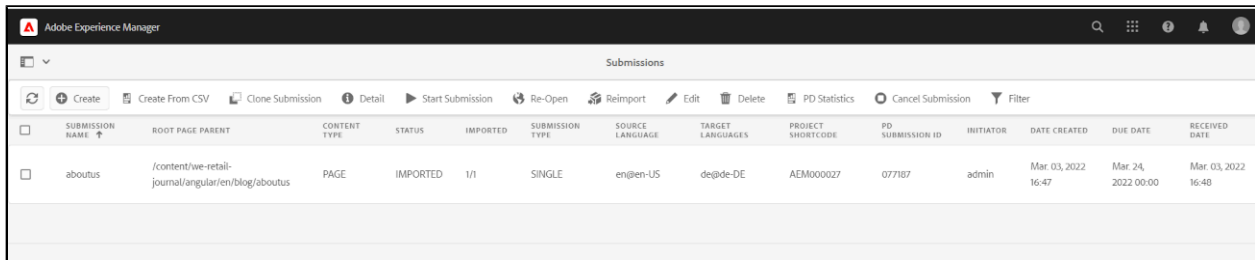 Adobe Experience Manager
Submissions
Create Create From CSV Clone Submission Detail Start Submission Re-Open Reimport Edit Delete PD Statistics Cancel Submission Filter
SUBMISSION NAME ↑ ROOT PAGE PARENT CONTENT TYPE STATUS IMPORTED SUBMISSION TYPE SOURCE LANGUAGE TARGET LANGUAGES PROJECT SHORTCODE PD SUBMISSION ID INITIATOR DATE CREATED DUE DATE RECEIVED DATE
aboutus /content/we-retail-journal/angular/en/blog/aboutus PAGE IMPORTED 1/1 SINGLE en@en-US de@de-DE AEM000027 077187 admin Mar. 03, 2022 16:47 Mar. 24, 2022 00:00 Mar. 03, 2022 16:48